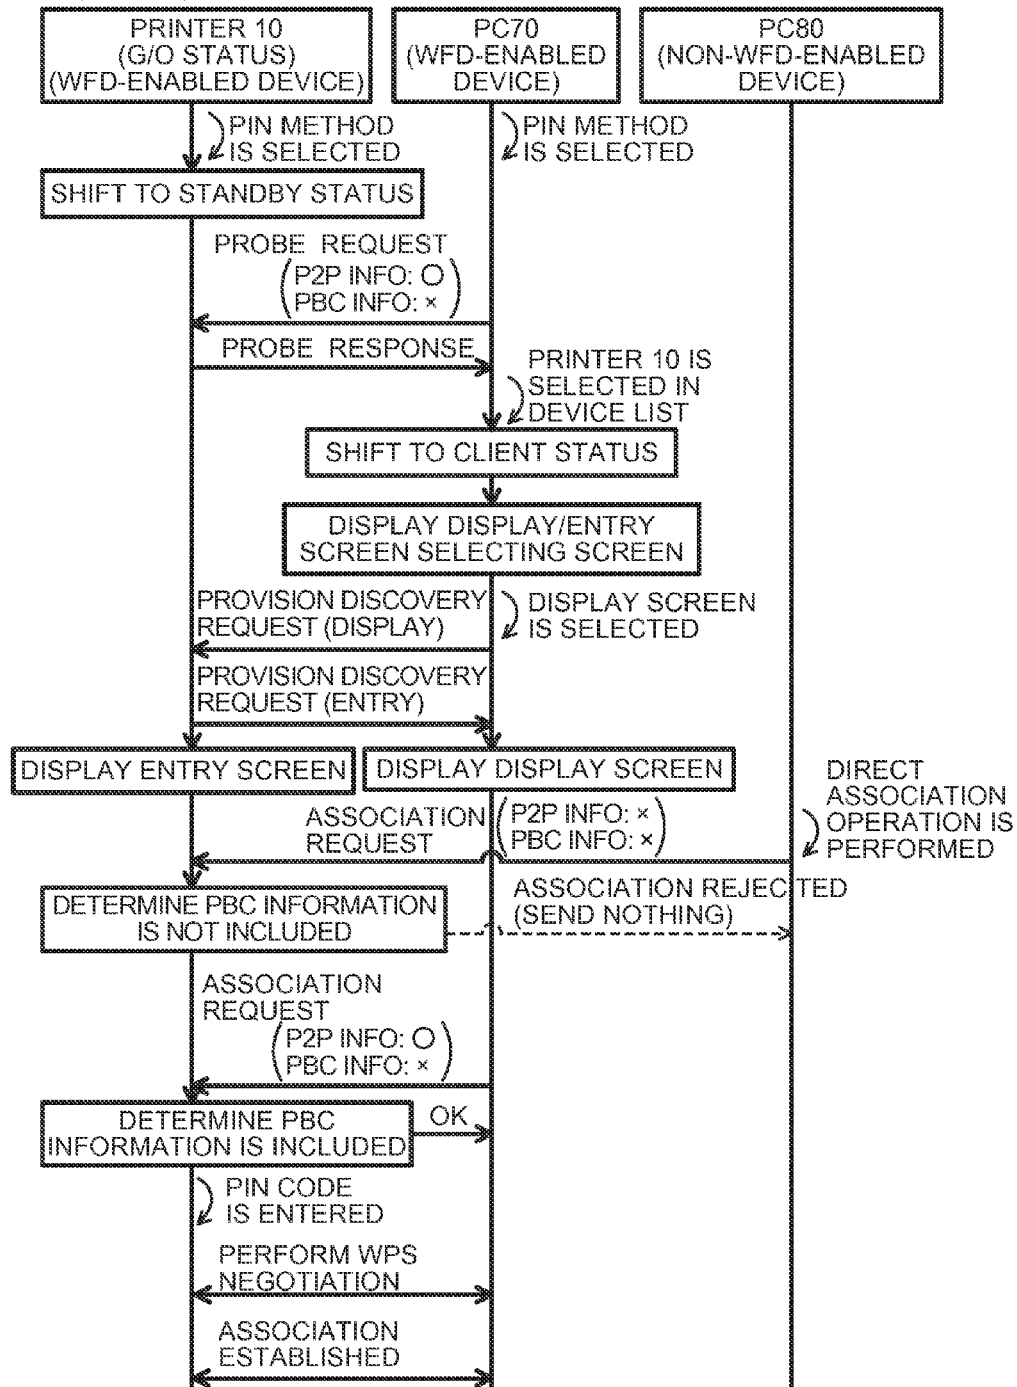 PRINTER 10
(G/O STATUS)
(WFD-ENABLED DEVICE)
PC70
(WFD-ENABLED
DEVICE)
PC80
(NON-WFD-ENABLED
DEVICE)
PIN METHOD
IS SELECTED
PIN METHOD
IS SELECTED
SHIFT TO STANDBY STATUS
PROBE REQUEST
(P2P INFO: ○
PBC INFO: ×)
PROBE RESPONSE
PRINTER 10 IS
SELECTED IN
DEVICE LIST
SHIFT TO CLIENT STATUS
DISPLAY DISPLAY/ENTRY
SCREEN SELECTING SCREEN
PROVISION DISCOVERY
REQUEST (DISPLAY)
DISPLAY SCREEN
IS SELECTED
PROVISION DISCOVERY
REQUEST (ENTRY)
DISPLAY ENTRY SCREEN
DISPLAY DISPLAY SCREEN
DIRECT
ASSOCIATION
OPERATION IS
PERFORMED
ASSOCIATION
REQUEST
(P2P INFO: ×
PBC INFO: ×)
DETERMINE PBC INFORMATION
IS NOT INCLUDED
ASSOCIATION REJECTED
(SEND NOTHING)
ASSOCIATION
REQUEST
(P2P INFO: ○
PBC INFO: ×)
DETERMINE PBC
INFORMATION IS INCLUDED
OK
PIN CODE
IS ENTERED
PERFORM WPS
NEGOTIATION
ASSOCIATION
ESTABLISHED